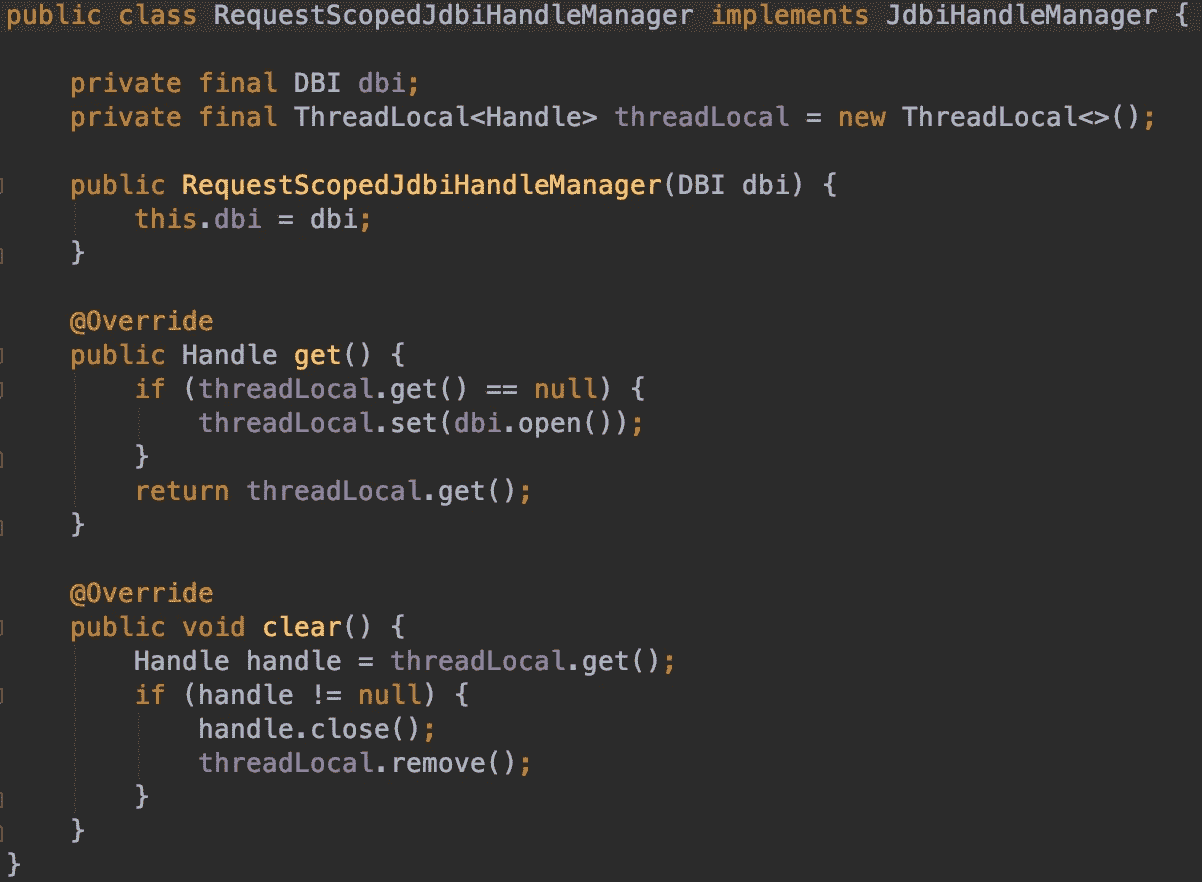 public class RequestScopedJdbiHandleManager implements JdbiHandleManager {
private final DBI dbi;
private final ThreadLocal<Handle> threadLocal = new ThreadLocal<>();
public RequestScopedJdbiHandleManager(DBI dbi) {
this.dbi = dbi;
}
@Override
public Handle get() {
if (threadLocal.get() == null) {
threadLocal.set(dbi.open());
}
return threadLocal.get();
}
@Override
public void clear() {
Handle handle = threadLocal.get();
if (handle != null) {
handle.close();
threadLocal.remove();
}
}
}